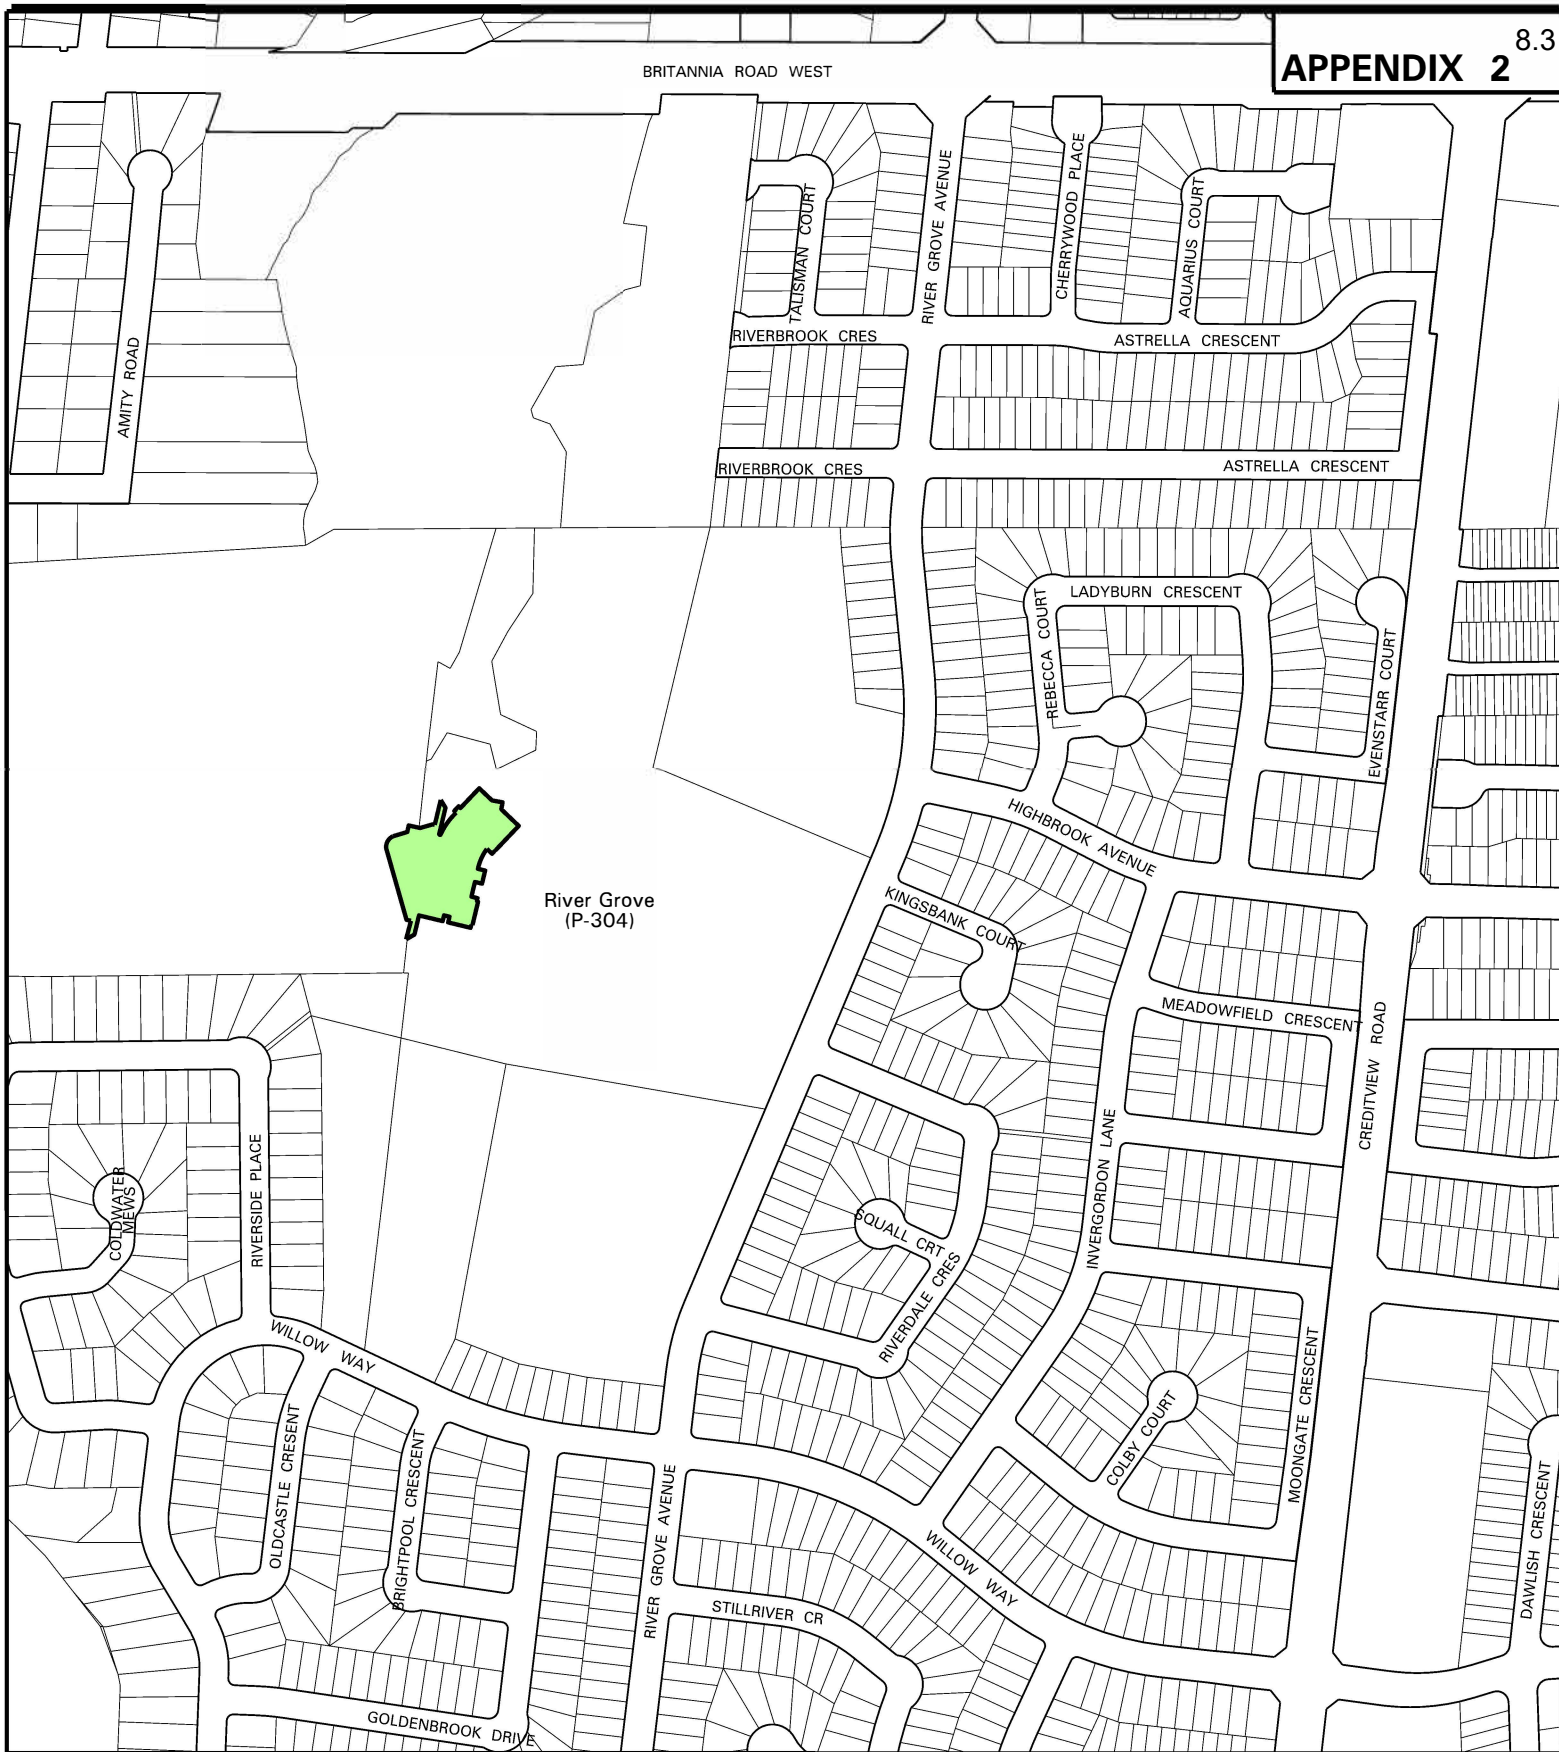 8.3
APPENDIX 2
BRITANNIA ROAD WEST
AMITY ROAD
TALISMAN COURT
RIVER GROVE AVENUE
CHERRYWOOD PLACE
AQUARIUS COURT
RIVERBROOK CRES
ASTRELLA CRESCENT
RIVERBROOK CRES
ASTRELLA CRESCENT
LADYBURN CRESCENT
REBECCA COURT
EVENSTARR COURT
HIGHBROOK AVENUE
River Grove
(P-304)
KINGSBANK COURT
MEADOWFIELD CRESCENT
CREDITVIEW ROAD
INVERGORDON LANE
COLDWATER
MEWS
RIVERSIDE PLACE
SQUALL CRT
RIVERDALE CRES
WILLOW WAY
MOONGATE CRESCENT
COLBY COURT
OLDCASTLE CRESENT
BRIGHTPOOL CRESCENT
RIVER GROVE AVENUE
DAWLISH CRESCENT
WILLOW WAY
STILLRIVER CR
GOLDENBROOK DRIVE